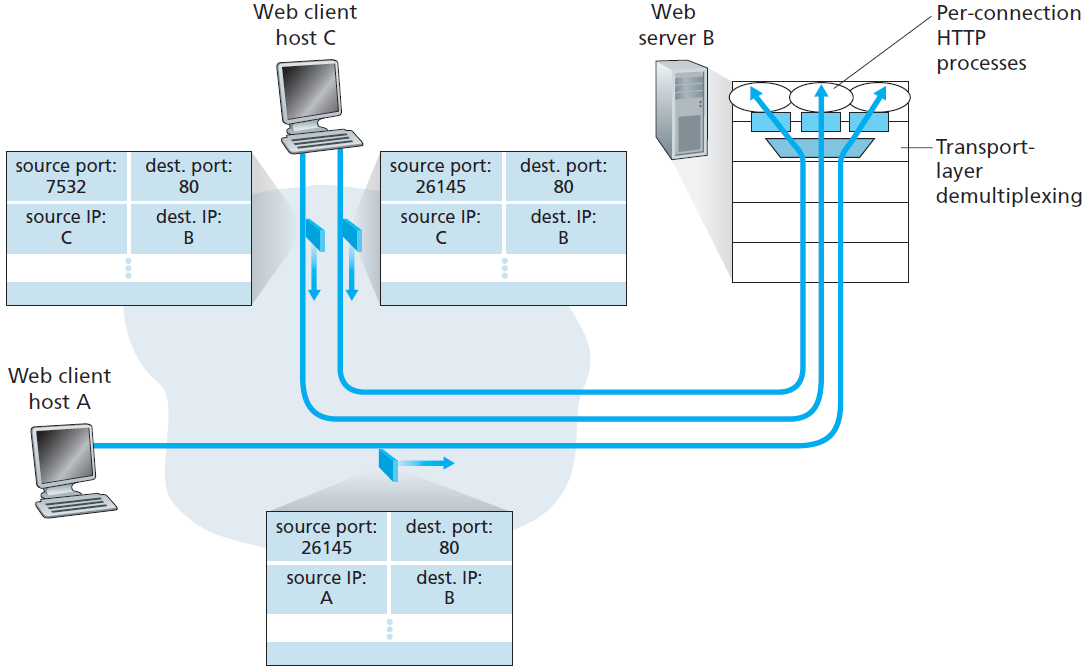 Web client
host C
Web
server B
Per-connection
HTTP
processes
Transport-
layer
demultiplexing
source port:
7532
dest. port:
80
source IP:
C
dest. IP:
B
source port:
26145
dest. port:
80
source IP:
C
dest. IP:
B
Web client
host A
source port:
26145
dest. port:
80
source IP:
A
dest. IP:
B